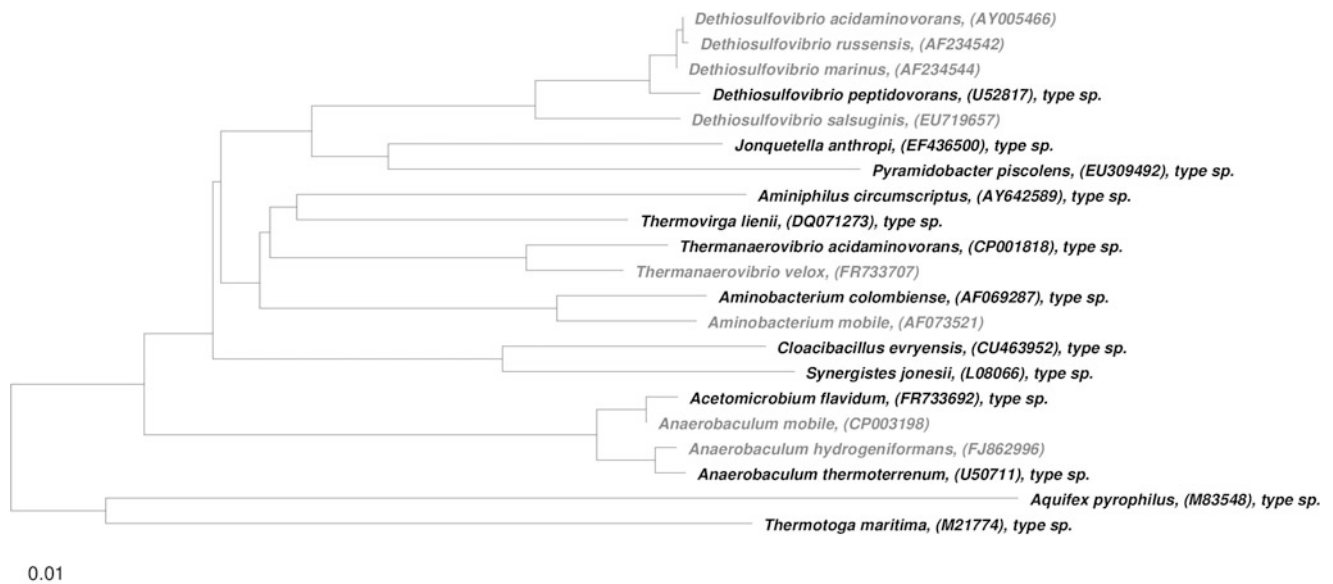 Dethiosulfovibrio acidaminovorans, (AY005466)
Dethiosulfovibrio russensis, (AF234542)
Dethiosulfovibrio marinus, (AF234544)
Dethiosulfovibrio peptidovorans, (U52817), type sp.
Dethiosulfovibrio salsuginis, (EU719657)
Jonquetella anthropi, (EF436500), type sp.
Pyramidobacter piscolens, (EU309492), type sp.
Aminiphilus circumscriptus, (AY642589), type sp.
Thermovirga lienii, (DQ071273), type sp.
Thermanaerovibrio acidaminovorans, (CP001818), type sp.
Thermanaerovibrio velox, (FR733707)
Aminobacterium colombiense, (AF069287), type sp.
Aminobacterium mobile, (AF073521)
Cloacibacillus evryensis, (CU463952), type sp.
Synergistes jonesii, (L08066), type sp.
Acetomicrobium flavidum, (FR733692), type sp.
Anaerobaculum mobile, (CP003198)
Anaerobaculum hydrogeniformans, (FJ862996)
Anaerobaculum thermoterrenum, (U50711), type sp.
Aquifex pyrophilus, (M83548), type sp.
Thermotoga maritima, (M21774), type sp.
0.01